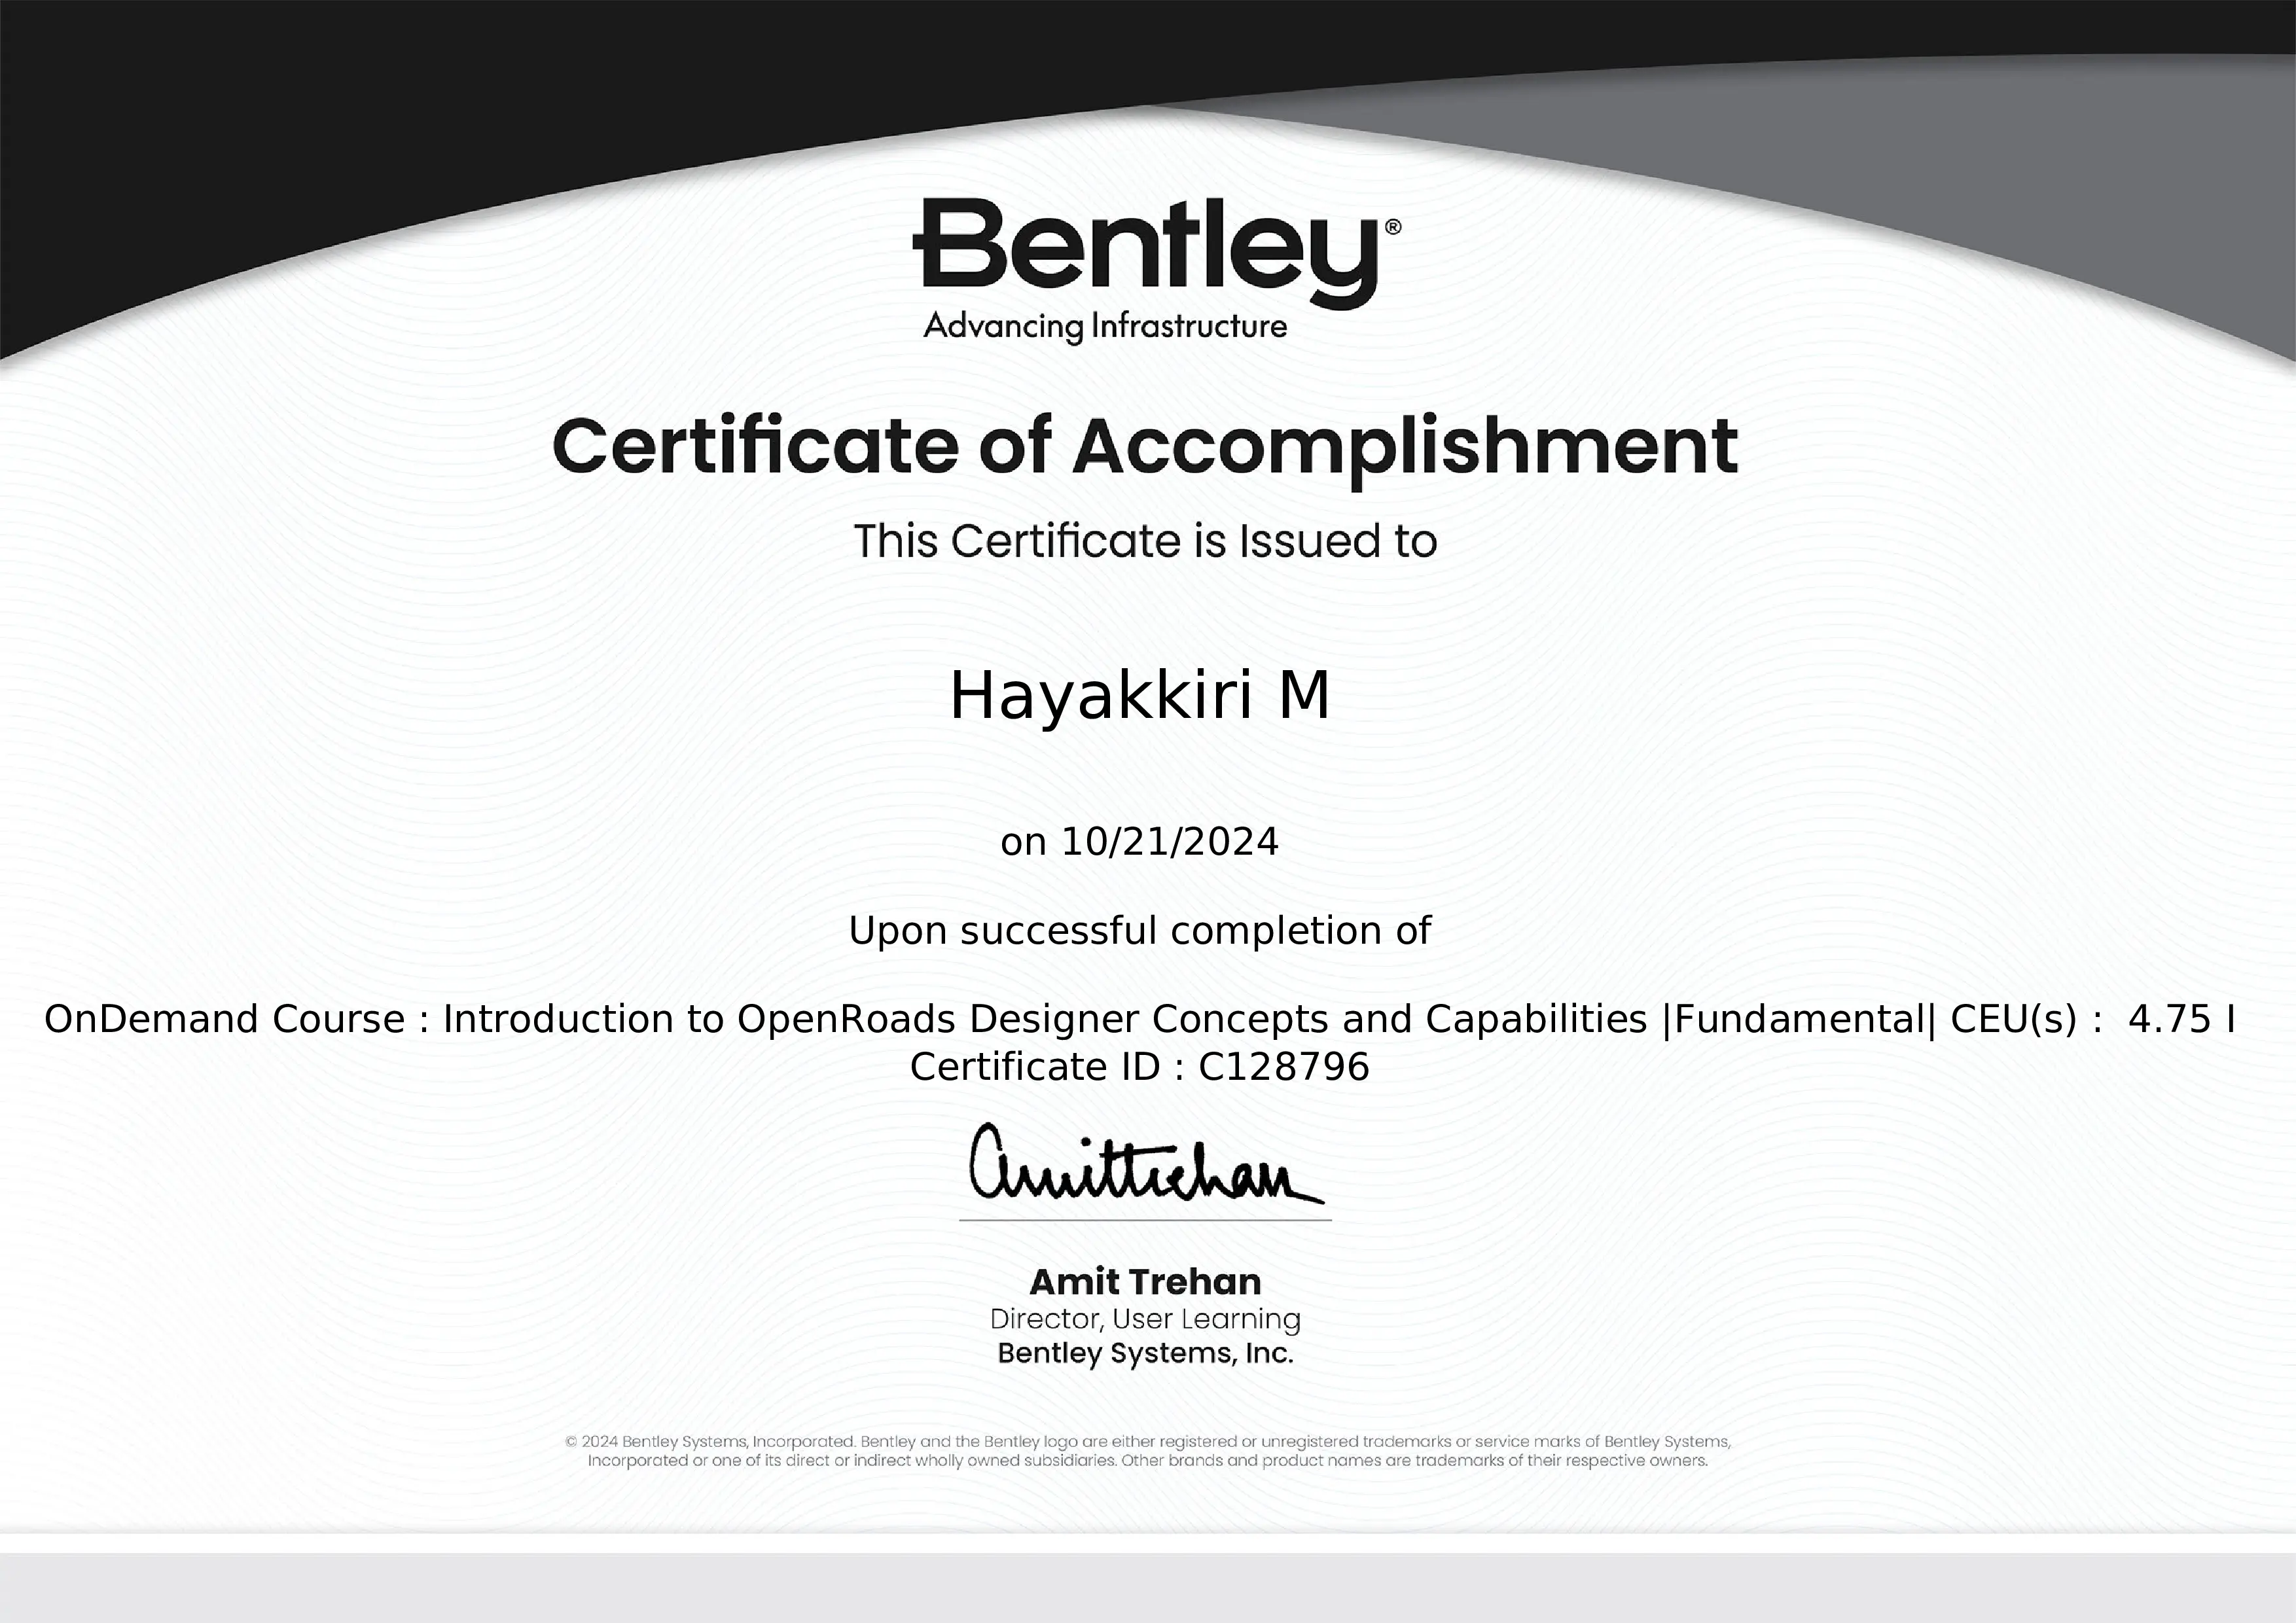 Bentley®
Advancing Infrastructure
Certificate of Accomplishment
This Certificate is Issued to
Hayakkiri M
on 10/21/2024
Upon successful completion of
OnDemand Course : Introduction to OpenRoads Designer Concepts and Capabilities |Fundamental| CEU(s) :  4.75 I
Certificate ID : C128796
Amit Trehan
Amit Trehan
Director, User Learning
Bentley Systems, Inc.
© 2024 Bentley Systems, Incorporated. Bentley and the Bentley logo are either registered or unregistered trademarks or service marks of Bentley Systems,
Incorporated or one of its direct or indirect wholly owned subsidiaries. Other brands and product names are trademarks of their respective owners.